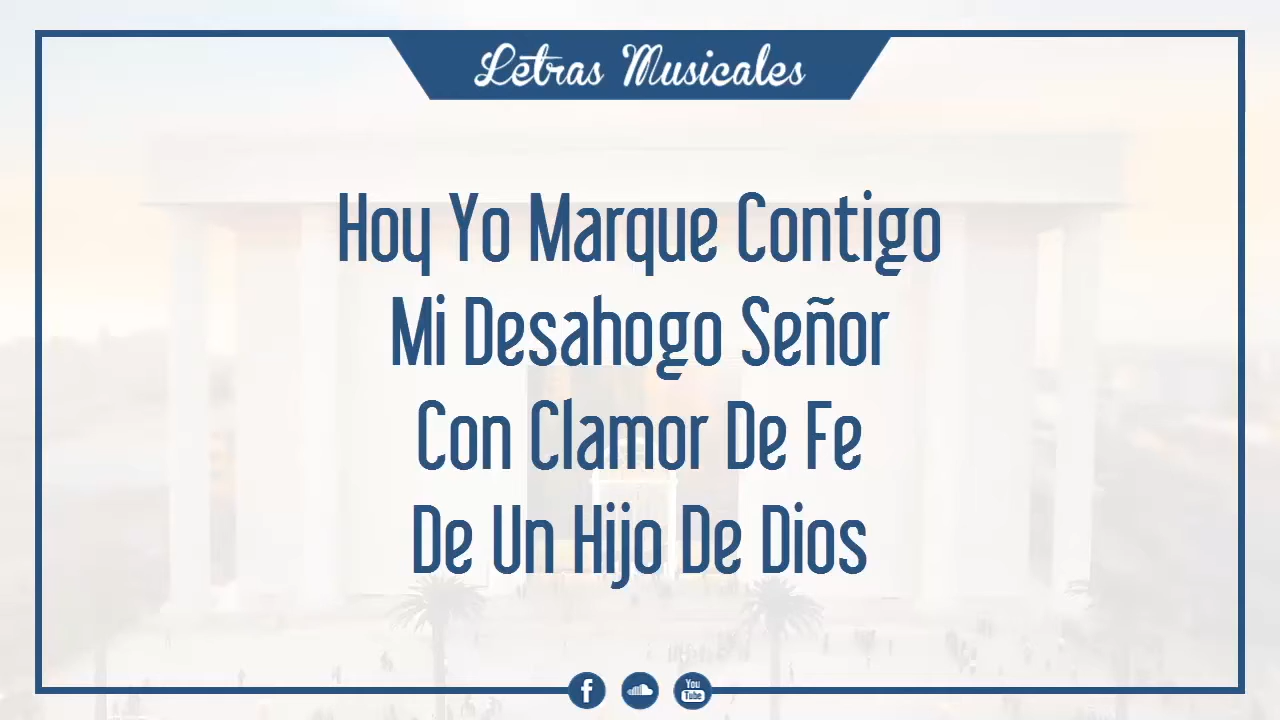 Letras Musicales
Hoy Yo Marque Contigo
Mi Desahogo Señor
Con Clamor De Fe
De Un Hijo De Dios
f
You
Tube